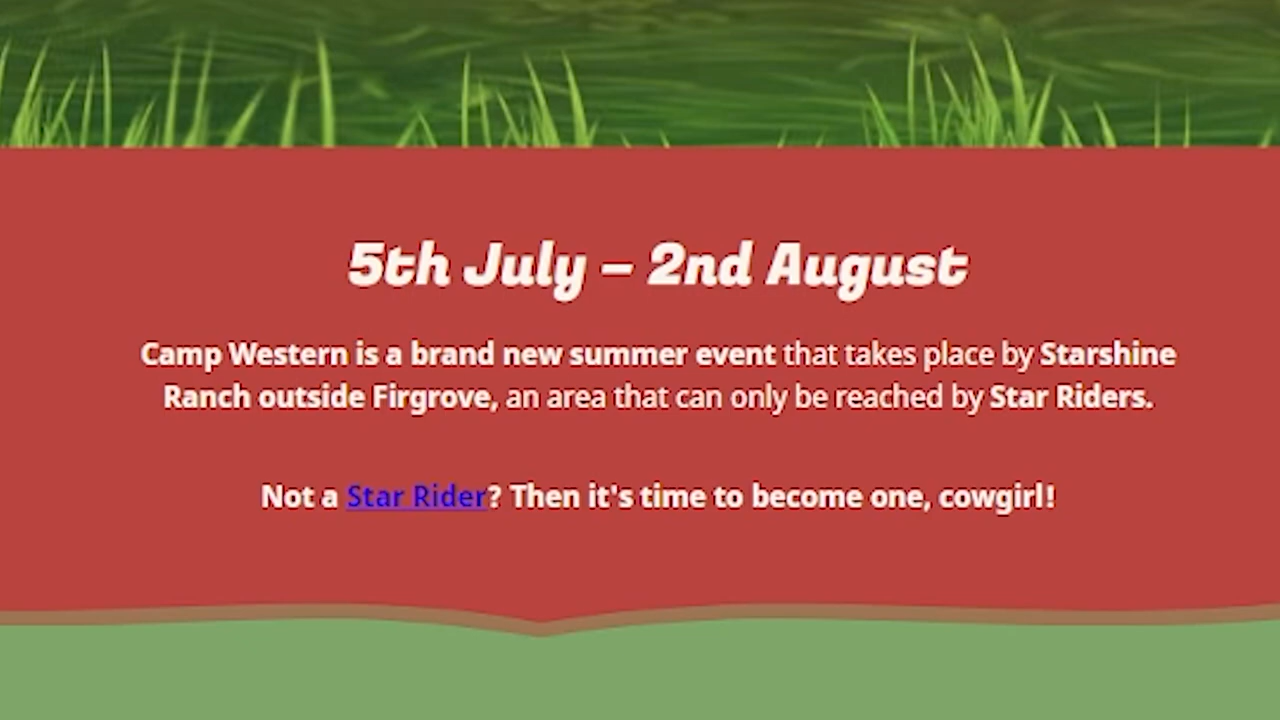 5th July – 2nd August
Camp Western is a brand new summer event that takes place by Starshine
Ranch outside Firgrove, an area that can only be reached by Star Riders.
Not a Star Rider? Then it's time to become one, cowgirl!